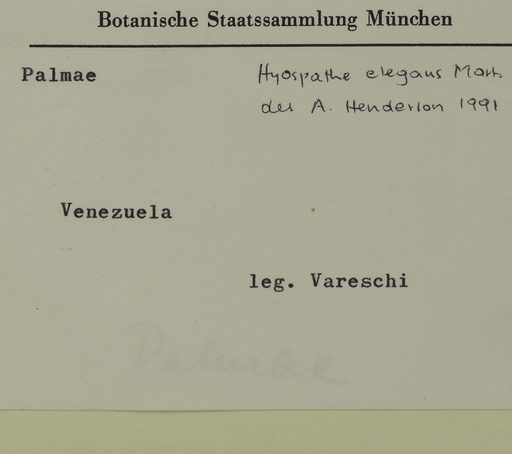 Botanische Staatssammlung München
Palmae
Hyospathe elegans Mart.
det A. Henderson 1991
Venezuela
leg. Vareschi
Palmae